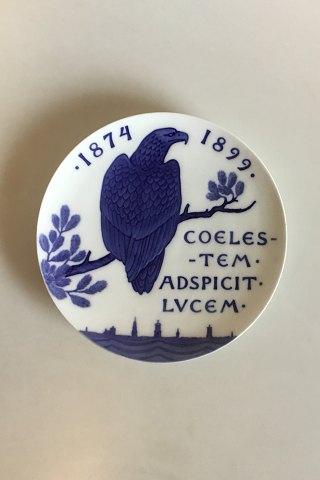 ·1874
1899·
COELES-
-TEM·
ADSPICIT·
LVCEM·